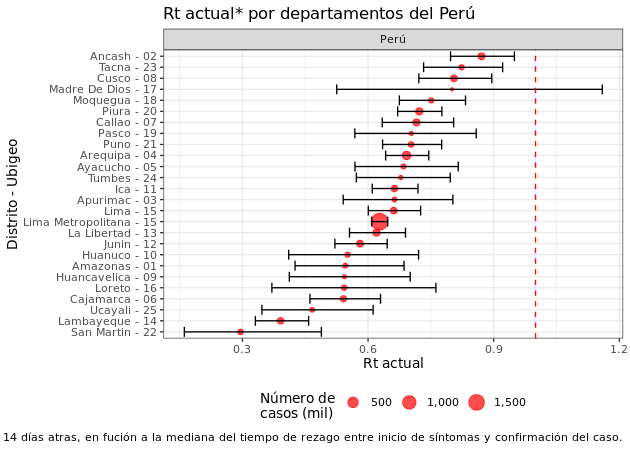 Rt actual* por departamentos del Perú
Perú
Distrito - Ubigeo
Ancash - 02
Tacna - 23
Cusco - 08
Madre De Dios - 17
Moquegua - 18
Piura - 20
Callao - 07
Pasco - 19
Puno - 21
Arequipa - 04
Ayacucho - 05
Tumbes - 24
Ica - 11
Apurimac - 03
Lima - 15
Lima Metropolitana - 15
La Libertad - 13
Junin - 12
Huanuco - 10
Amazonas - 01
Huancavelica - 09
Loreto - 16
Cajamarca - 06
Ucayali - 25
Lambayeque - 14
San Martin - 22
0.3 0.6 0.9 1.2
Rt actual
Número de
casos (mil)
500 1,000 1,500
14 días atras, en fución a la mediana del tiempo de rezago entre inicio de síntomas y confirmación del caso.